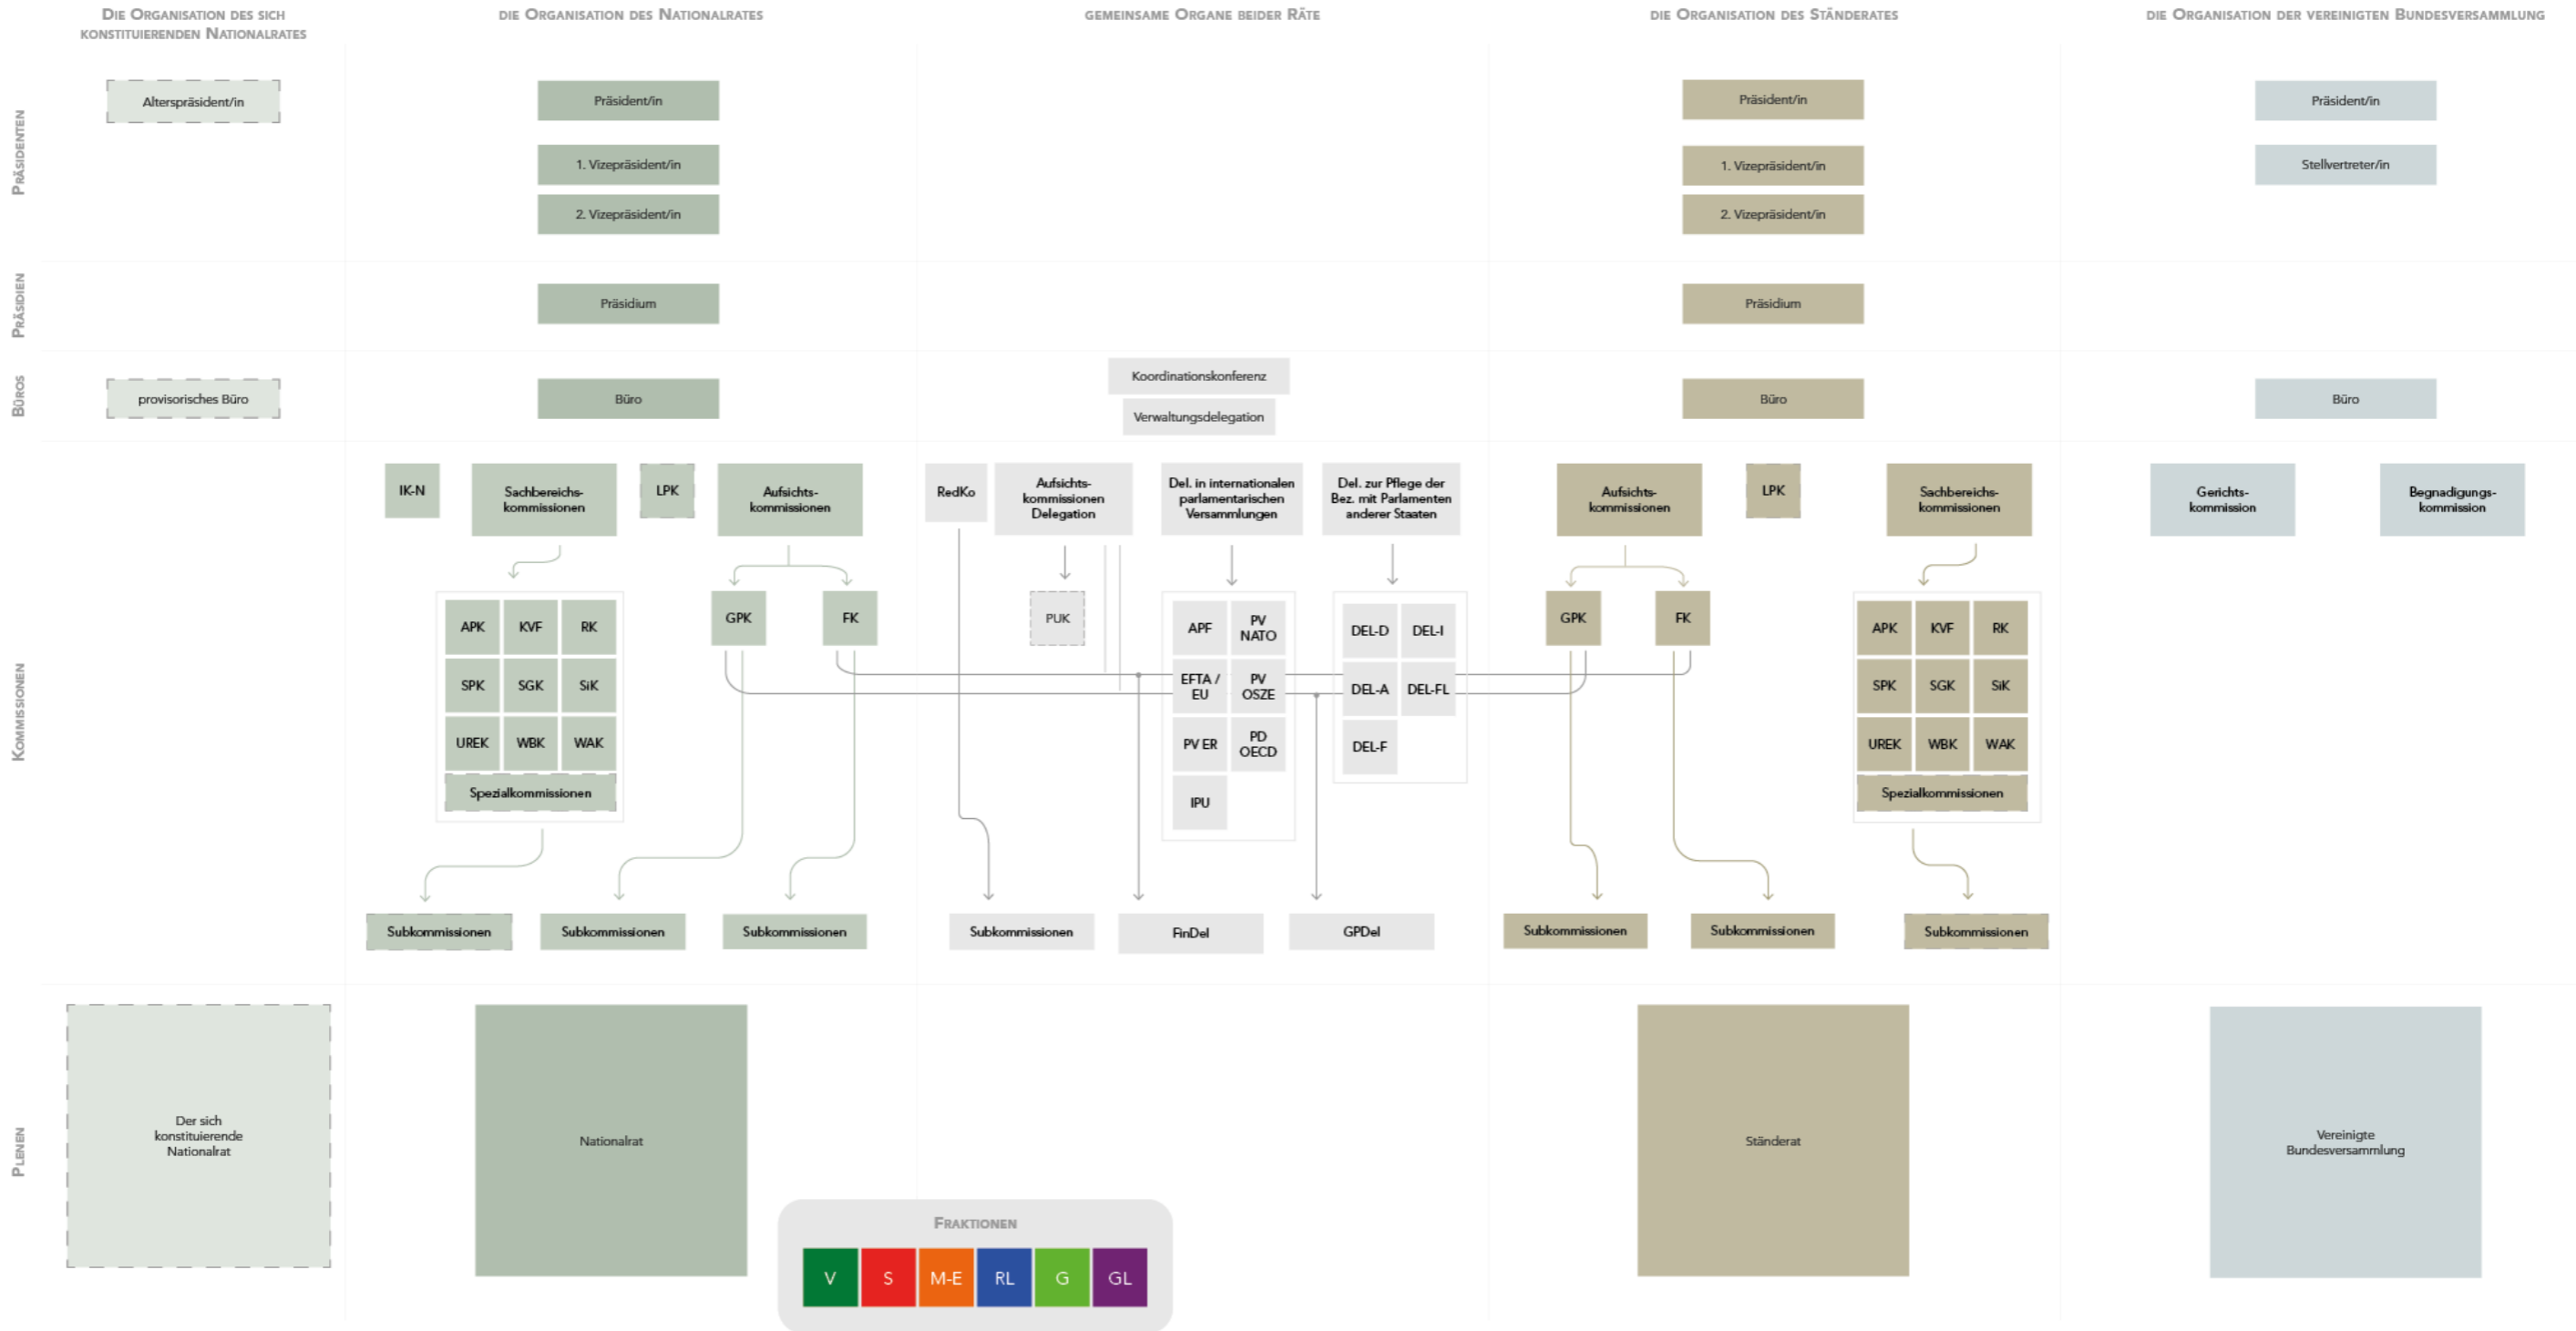 Die Organisation des sich
konstituierenden Nationalrates
die Organisation des Nationalrates
gemeinsame Organe beider Räte
die Organisation des Ständerates
die Organisation der vereinigten Bundesversammlung
Präsidenten
Alterspräsident/in
Präsident/in
Präsident/in
Präsident/in
1. Vizepräsident/in
1. Vizepräsident/in
Stellvertreter/in
2. Vizepräsident/in
2. Vizepräsident/in
Präsidien
Präsidium
Präsidium
Büros
provisorisches Büro
Büro
Koordinationskonferenz
Verwaltungsdelegation
Büro
Büro
Kommissionen
IK-N
Sachbereichs-
kommissionen
LPK
Aufsichts-
kommissionen
RedKo
Aufsichts-
kommissionen
Delegation
Del. in internationalen
parlamentarischen
Versammlungen
Del. zur Pflege der
Bez. mit Parlamenten
anderer Staaten
Aufsichts-
kommissionen
LPK
Sachbereichs-
kommissionen
Gerichts-
kommission
Begnadigungs-
kommission
APK
KVF
RK
SPK
SGK
SiK
UREK
WBK
WAK
Spezialkommissionen
GPK
FK
PUK
APF
PV
NATO
EFTA /
EU
PV
OSZE
PV ER
PD
OECD
IPU
DEL-D
DEL-I
DEL-A
DEL-FL
DEL-F
GPK
FK
APK
KVF
RK
SPK
SGK
SiK
UREK
WBK
WAK
Spezialkommissionen
Subkommissionen
Subkommissionen
Subkommissionen
Subkommissionen
FinDel
GPDel
Subkommissionen
Subkommissionen
Subkommissionen
Plenen
Der sich
konstituierende
Nationalrat
Nationalrat
Ständerat
Vereinigte
Bundesversammlung
Fraktionen
V
S
M-E
RL
G
GL